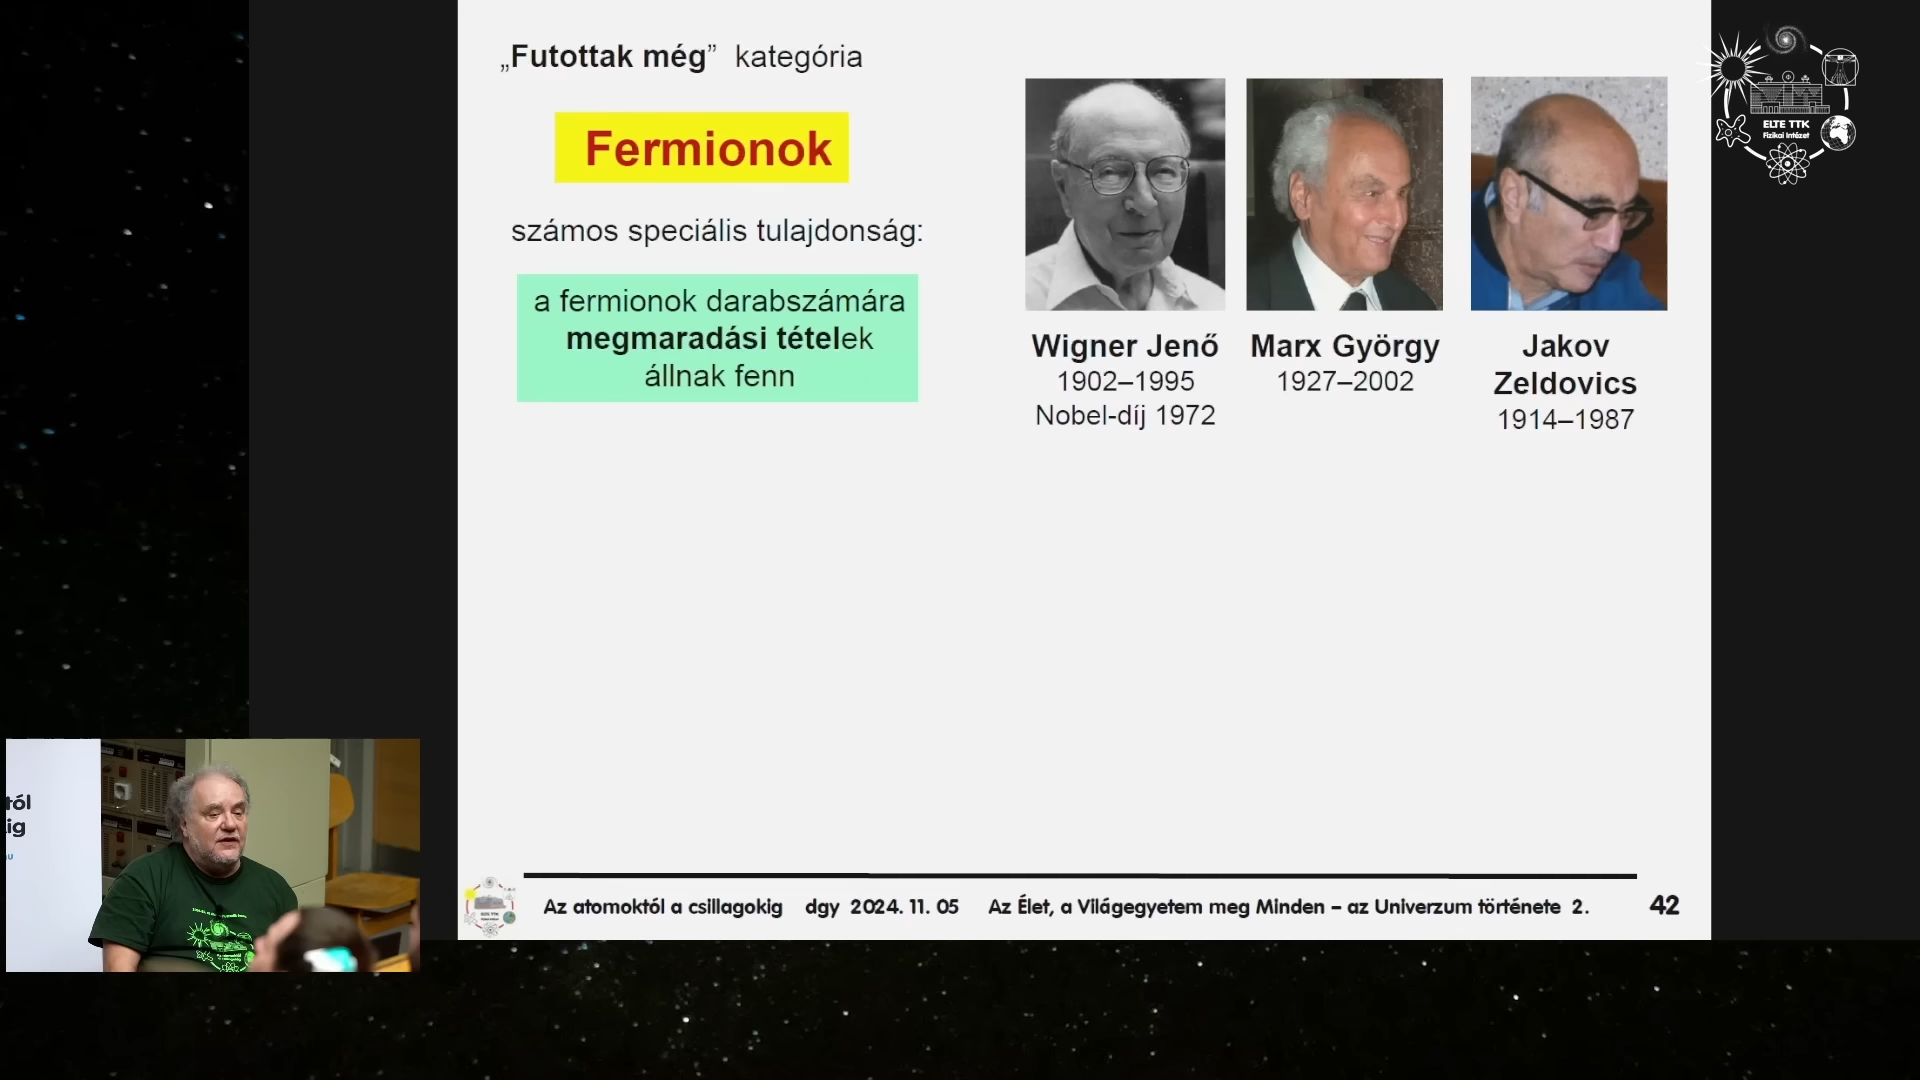 „Futottak még” kategória
Fermionok
számos speciális tulajdonság:
a fermionok darabszámára
megmaradási tételek
állnak fenn
Wigner Jenő
1902–1995
Nobel-díj 1972
Marx György
1927–2002
Jakov
Zeldovics
1914–1987
ELTE TTK
Fizikai Intézet
tól
ig
Az atomoktól a csillagokig dgy 2024. 11. 05 Az Élet, a Világegyetem meg Minden – az Univerzum története 2. 42